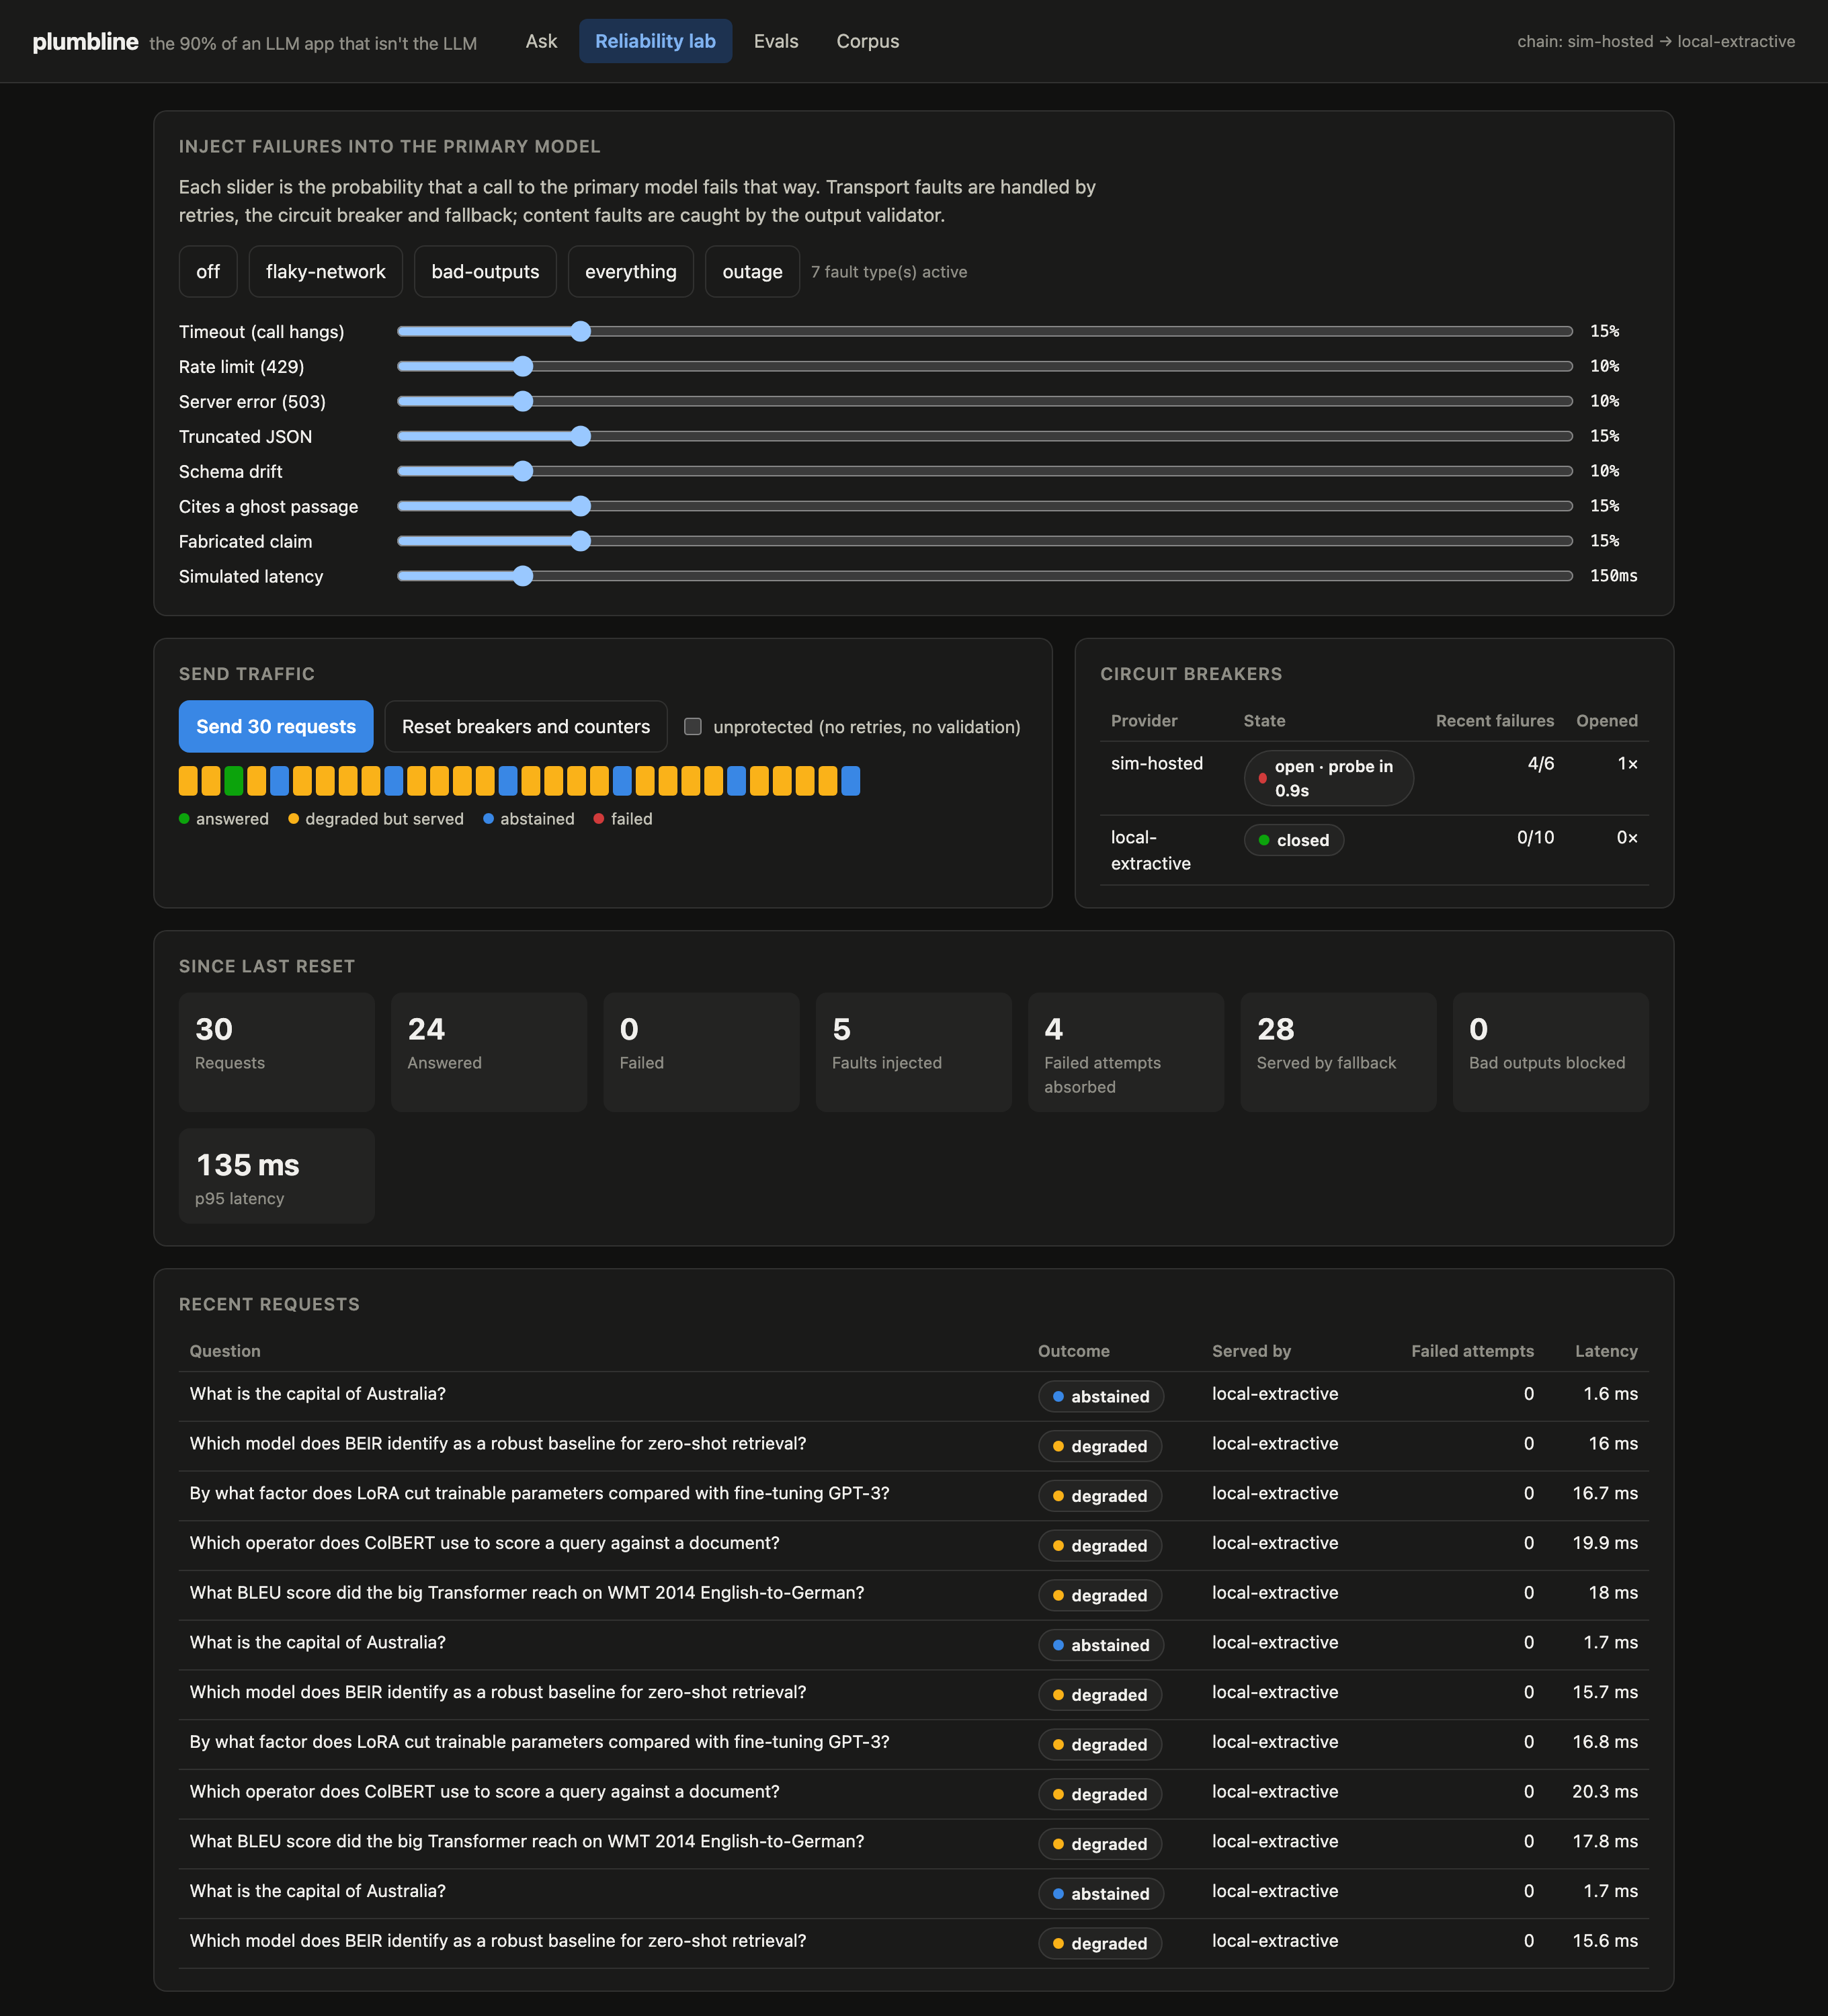 plumbline the 90% of an LLM app that isn't the LLM Ask Reliability lab Evals Corpus chain: sim-hosted → local-extractive
INJECT FAILURES INTO THE PRIMARY MODEL
Each slider is the probability that a call to the primary model fails that way. Transport faults are handled by
retries, the circuit breaker and fallback; content faults are caught by the output validator.
off flaky-network bad-outputs everything outage 7 fault type(s) active
Timeout (call hangs) 15%
Rate limit (429) 10%
Server error (503) 10%
Truncated JSON 15%
Schema drift 10%
Cites a ghost passage 15%
Fabricated claim 15%
Simulated latency 150ms
SEND TRAFFIC
Send 30 requests Reset breakers and counters unprotected (no retries, no validation)
answered degraded but served abstained failed
CIRCUIT BREAKERS
Provider State Recent failures Opened
sim-hosted open · probe in 4/6 1×
0.9s
local- closed 0/10 0×
extractive
SINCE LAST RESET
30 24 0 5 4 28 0
Requests Answered Failed Faults injected Failed attempts Served by fallback Bad outputs blocked
absorbed
135 ms
p95 latency
RECENT REQUESTS
Question Outcome Served by Failed attempts Latency
What is the capital of Australia? abstained local-extractive 0 1.6 ms
Which model does BEIR identify as a robust baseline for zero-shot retrieval? degraded local-extractive 0 16 ms
By what factor does LoRA cut trainable parameters compared with fine-tuning GPT-3? degraded local-extractive 0 16.7 ms
Which operator does ColBERT use to score a query against a document? degraded local-extractive 0 19.9 ms
What BLEU score did the big Transformer reach on WMT 2014 English-to-German? degraded local-extractive 0 18 ms
What is the capital of Australia? abstained local-extractive 0 1.7 ms
Which model does BEIR identify as a robust baseline for zero-shot retrieval? degraded local-extractive 0 15.7 ms
By what factor does LoRA cut trainable parameters compared with fine-tuning GPT-3? degraded local-extractive 0 16.8 ms
Which operator does ColBERT use to score a query against a document? degraded local-extractive 0 20.3 ms
What BLEU score did the big Transformer reach on WMT 2014 English-to-German? degraded local-extractive 0 17.8 ms
What is the capital of Australia? abstained local-extractive 0 1.7 ms
Which model does BEIR identify as a robust baseline for zero-shot retrieval? degraded local-extractive 0 15.6 ms